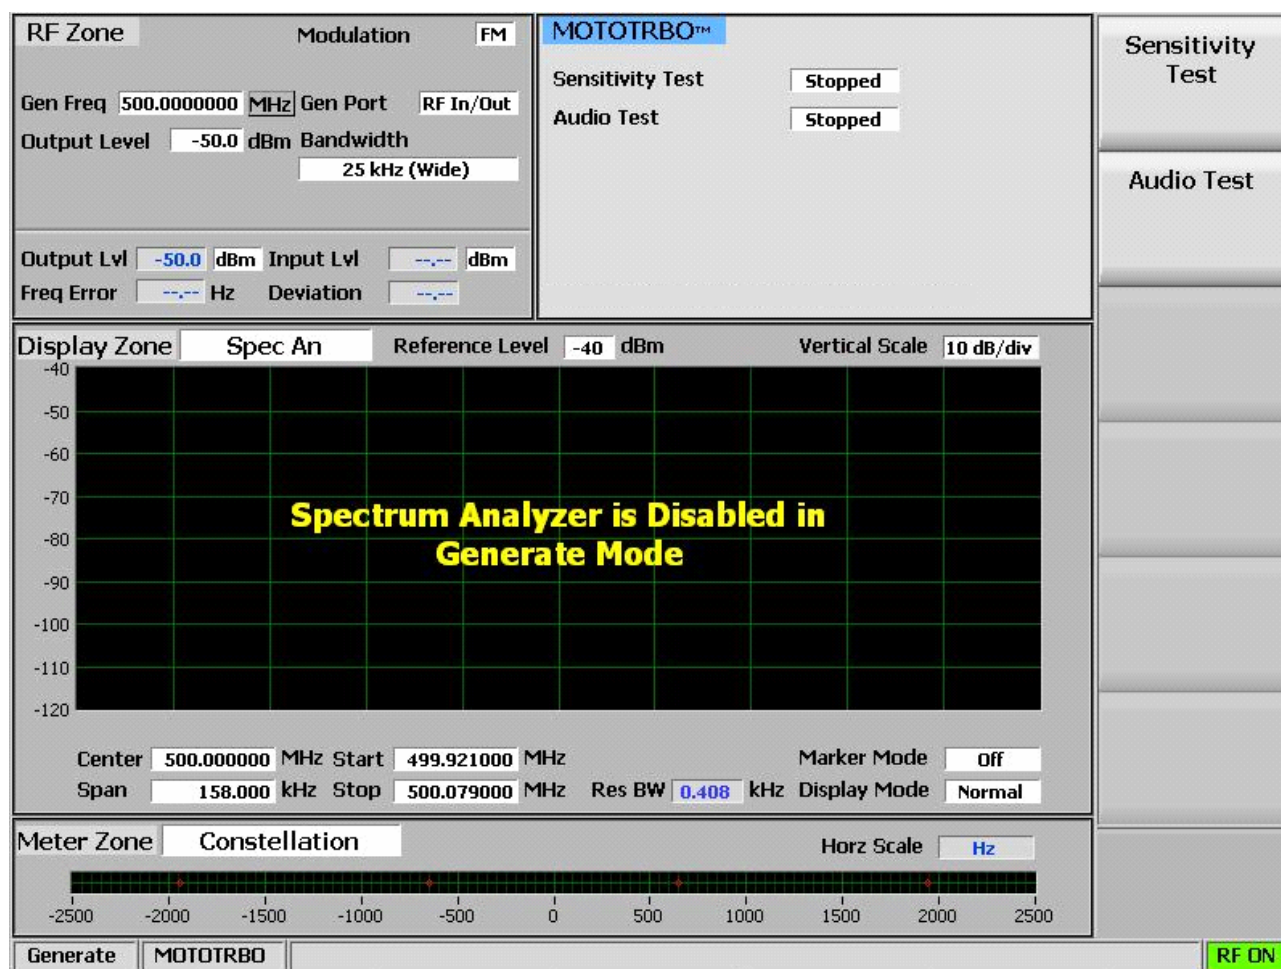 RF Zone
Modulation FM
Gen Freq 500.0000000 MHz Gen Port RF In/Out
Output Level -50.0 dBm Bandwidth
25 kHz (Wide)
Output Lvl -50.0 dBm Input Lvl --.-- dBm
Freq Error --.-- Hz Deviation --.--
MOTOTRBO™
Sensitivity Test Stopped
Audio Test Stopped
Sensitivity
Test
Audio Test
Display Zone Spec An Reference Level -40 dBm Vertical Scale 10 dB/div
-40
-50
-60
-70
-80
-90
-100
-110
-120
Spectrum Analyzer is Disabled in
Generate Mode
Center 500.000000 MHz Start 499.921000 MHz Marker Mode Off
Span 158.000 kHz Stop 500.079000 MHz Res BW 0.408 kHz Display Mode Normal
Meter Zone Constellation Horz Scale Hz
-2500 -2000 -1500 -1000 -500 0 500 1000 1500 2000 2500
Generate MOTOTRBO RF ON